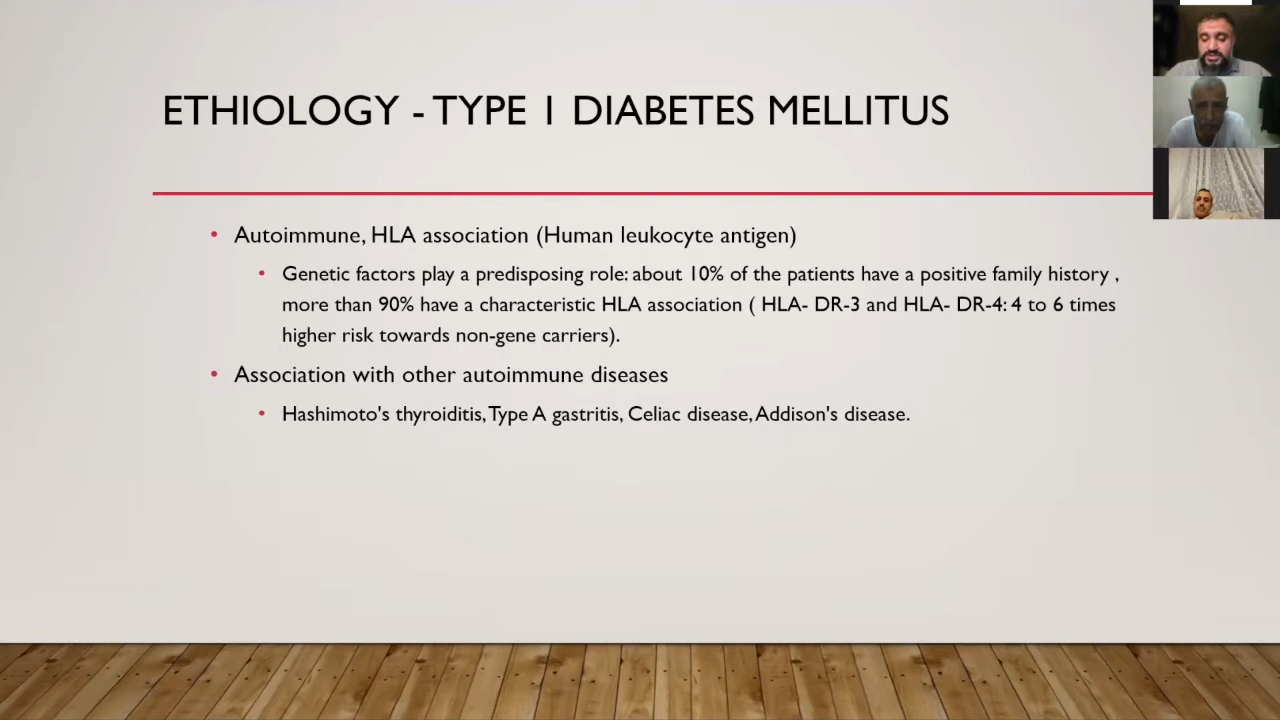 ETHIOLOGY - TYPE 1 DIABETES MELLITUS
• Autoimmune, HLA association (Human leukocyte antigen)
• Genetic factors play a predisposing role: about 10% of the patients have a positive family history ,
more than 90% have a characteristic HLA association ( HLA- DR-3 and HLA- DR-4: 4 to 6 times
higher risk towards non-gene carriers).
• Association with other autoimmune diseases
• Hashimoto's thyroiditis, Type A gastritis, Celiac disease, Addison's disease.